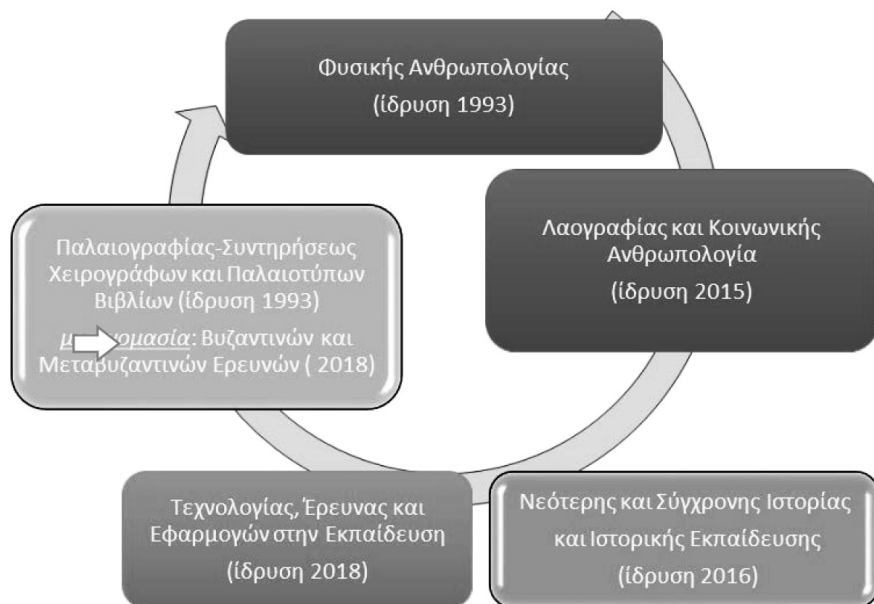 Φυσικής Ανθρωπολογίας
(ίδρυση 1993)
Λαογραφίας και Κοινωνικής
Ανθρωπολογία
(ίδρυση 2015)
Νεότερης και Σύγχρονης Ιστορίας
και Ιστορικής Εκπαίδευσης
(ίδρυση 2016)
Τεχνολογίας, Έρευνας και
Εφαρμογών στην Εκπαίδευση
(ίδρυση 2018)
Παλαιογραφίας-Συντηρήσεως
Χειρογράφων και Παλαιοτύπων
Βιβλίων (ίδρυση 1993)
: Βυζαντινών και
Μεταβυζαντινών Ερευνών ( 2018)